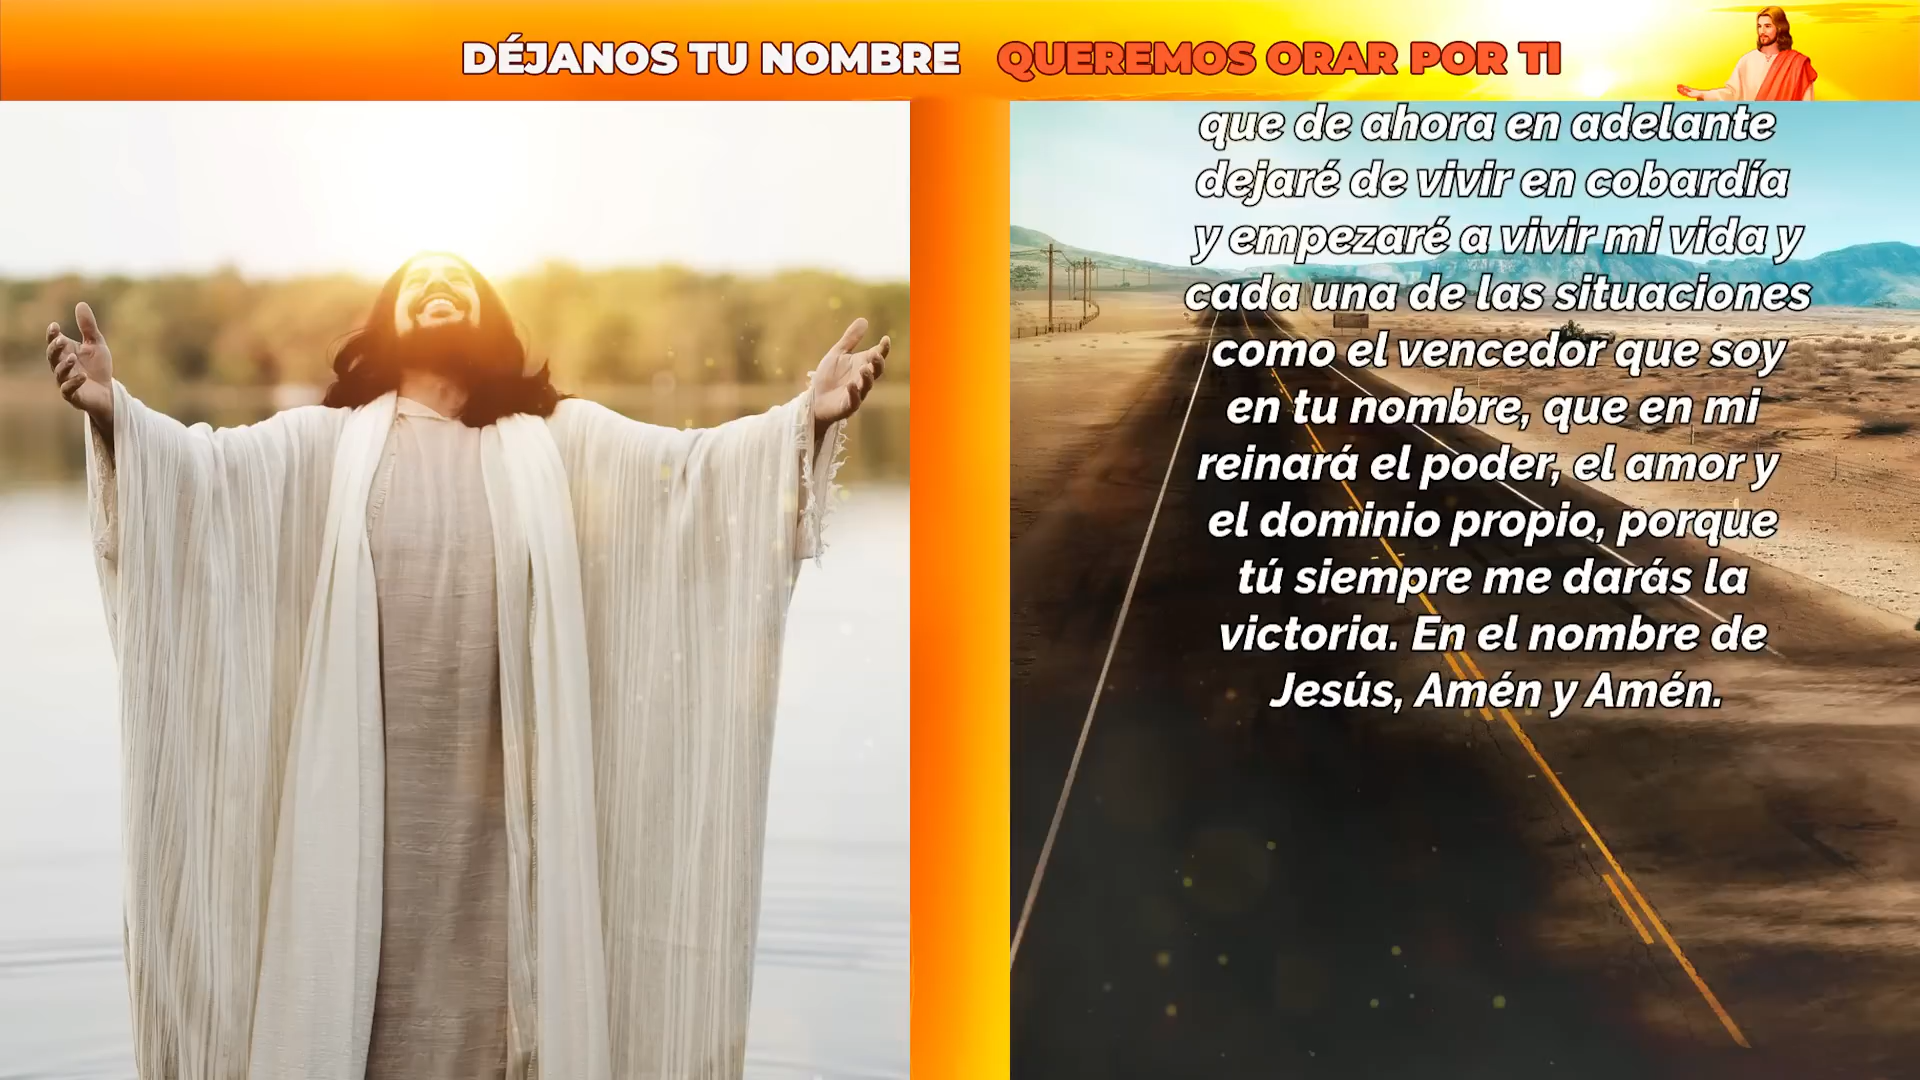 DÉJANOS TU NOMBRE QUEREMOS ORAR POR TI
que de ahora en adelante
dejaré de vivir en cobardía
y empezaré a vivir mi vida y
cada una de las situaciones
como el vencedor que soy
en tu nombre, que en mi
reinará el poder, el amor y
el dominio propio, porque
tú siempre me darás la
victoria. En el nombre de
Jesús, Amén y Amén.